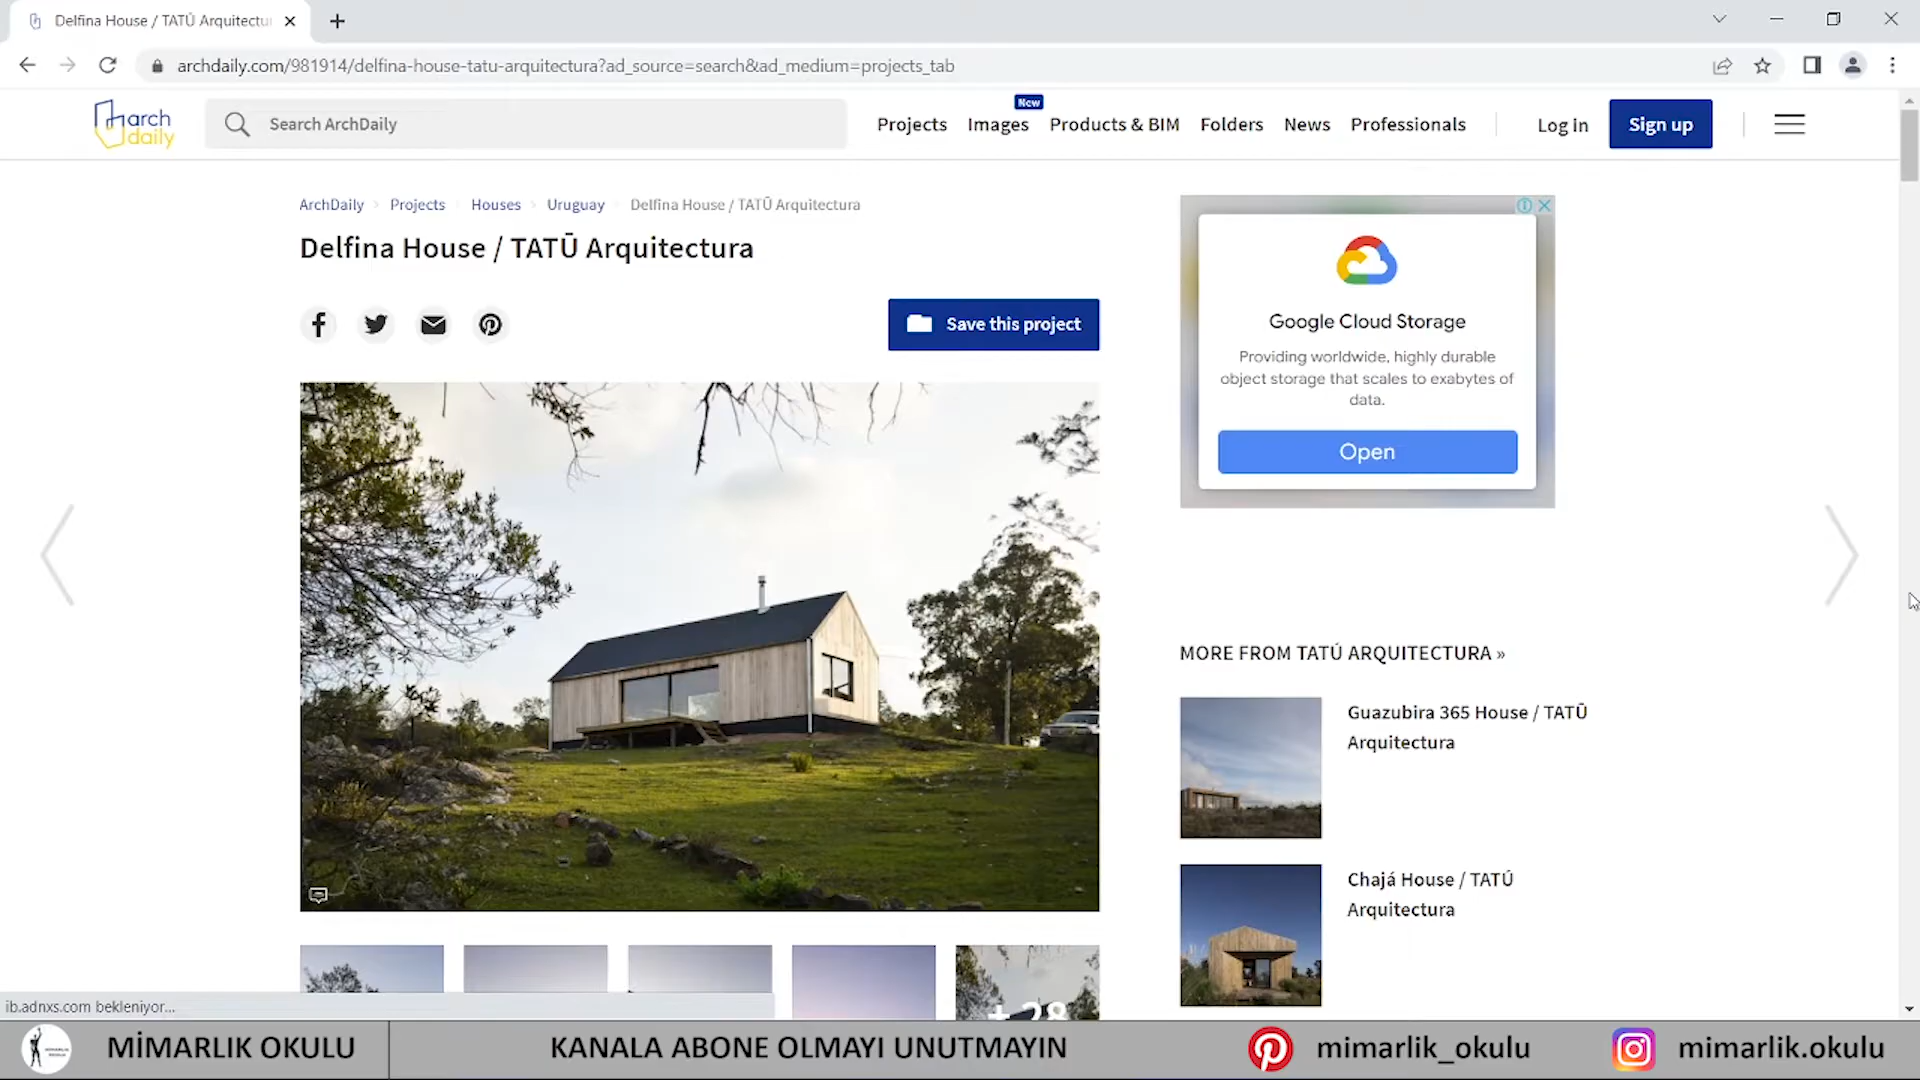 Delfina House / TATŪ Arquitectu
archdaily.com/981914/delfina-house-tatu-arquitectura?ad_source=search&ad_medium=projects_tab
arch
daily
Search ArchDaily
Projects
Images
New
Products & BIM
Folders
News
Professionals
Log in
Sign up
ArchDaily
Projects
Houses
Uruguay
Delfina House / TATŪ Arquitectura
Delfina House / TATŪ Arquitectura
Save this project
Google Cloud Storage
Providing worldwide, highly durable
object storage that scales to exabytes of
data.
Open
MORE FROM TATÚ ARQUITECTURA »
Guazubira 365 House / TATŪ
Arquitectura
Chajá House / TATÚ
Arquitectura
+ 28
ib.adnxs.com bekleniyor...
MİMARLIK OKULU
KANALA ABONE OLMAYI UNUTMAYIN
mimarlik_okulu
mimarlik.okulu